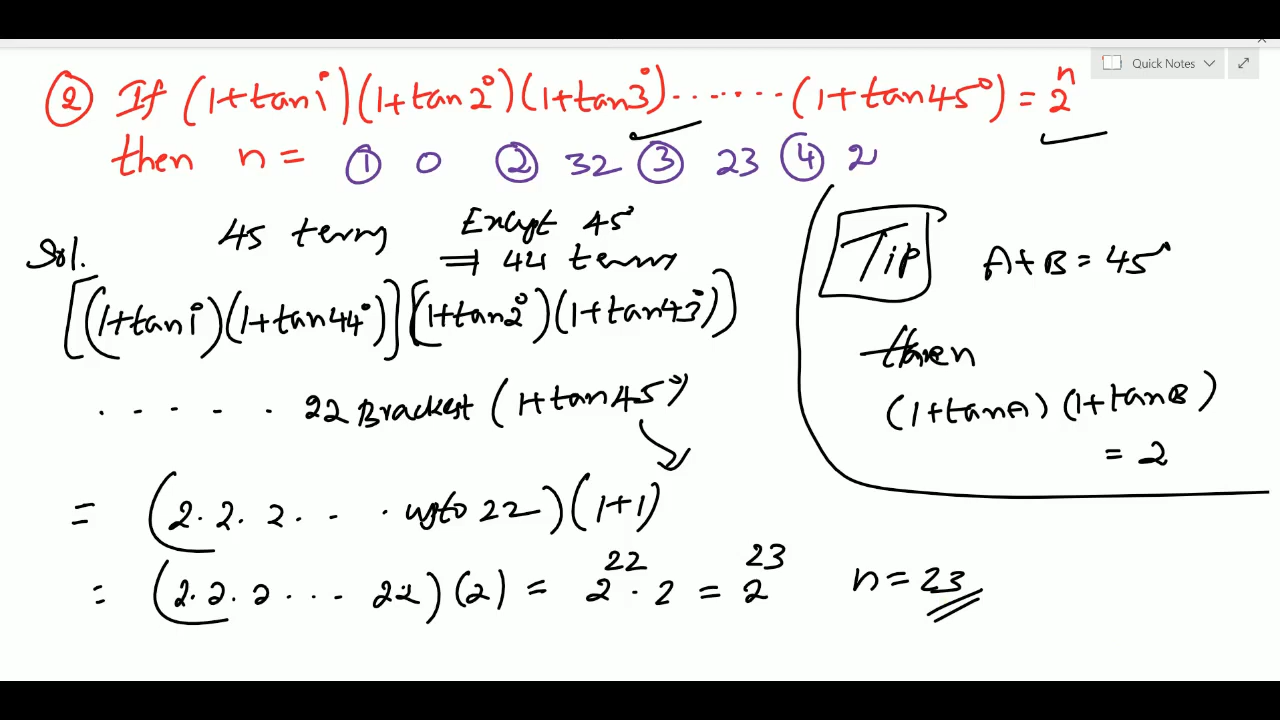 Quick Notes
② If (1+tan1°)(1+tan2°)(1+tan3°).......(1+tan45°) = 2ⁿ
then n = ① 0 ② 32 ③ 23 ④ 2
Sol. 45 terms Except 45°
⇒ 44 terms
[(1+tan1°)(1+tan44°)][(1+tan2°)(1+tan43°)]
..... 22 Bracket (1+tan45°)
= (2.2.2.... upto 22)(1+1)
= (2.2.2.... 22)(2) = 2²².2 = 2²³ n=23
Tip A+B=45°
then
(1+tanA)(1+tanB)
= 2